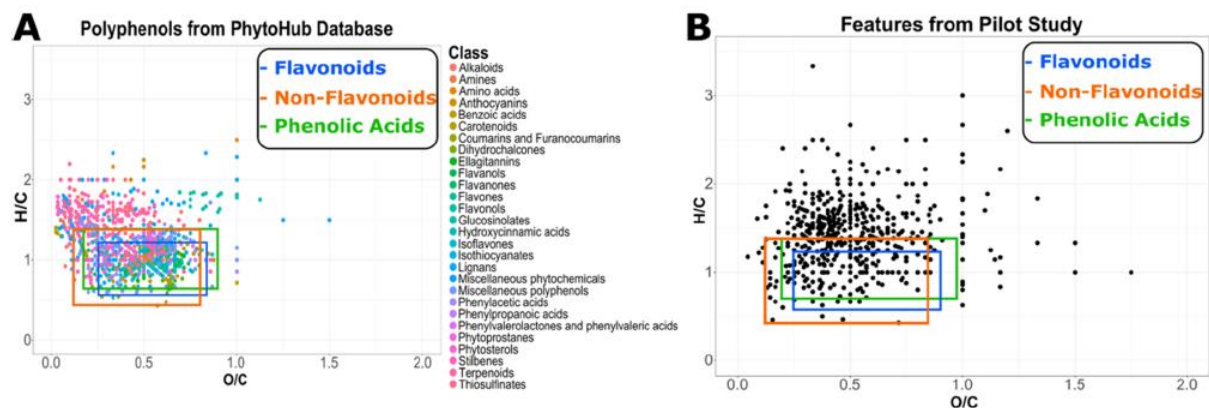 A
Polyphenols from PhytoHub Database
- Flavonoids
- Non-Flavonoids
- Phenolic Acids
H/C
3
2
1
0
0.0
0.5
1.0
1.5
2.0
O/C
Class
Alkaloids
Amines
Amino acids
Anthocyanins
Benzoic acids
Carotenoids
Coumarins and Furanocoumarins
Dihydrochalcones
Ellagitannins
Flavanols
Flavanones
Flavones
Flavonols
Glucosinolates
Hydroxycinnamic acids
Isoflavones
Isothiocyanates
Lignans
Miscellaneous phytochemicals
Miscellaneous polyphenols
Phenylacetic acids
Phenylpropanoic acids
Phenylvalerolactones and phenylvaleric acids
Phytoprostanes
Phytosterols
Stilbenes
Terpenoids
Thiosulfinates
B
Features from Pilot Study
- Flavonoids
- Non-Flavonoids
- Phenolic Acids
H/C
3
2
1
0
0.0
0.5
1.0
1.5
2.0
O/C